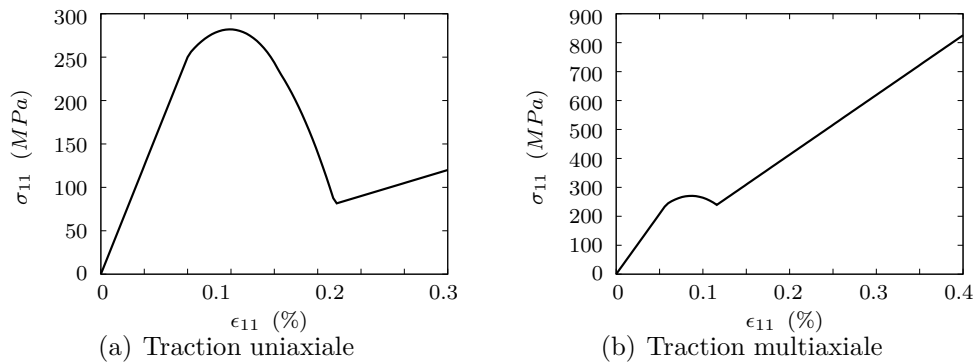 300
250
200
150
100
50
0
σ₁₁ (MPa)
0 0.1 0.2 0.3
ϵ₁₁ (%)
(a) Traction uniaxiale
900
800
700
600
500
400
300
200
100
0
σ₁₁ (MPa)
0 0.1 0.2 0.3 0.4
ϵ₁₁ (%)
(b) Traction multiaxiale